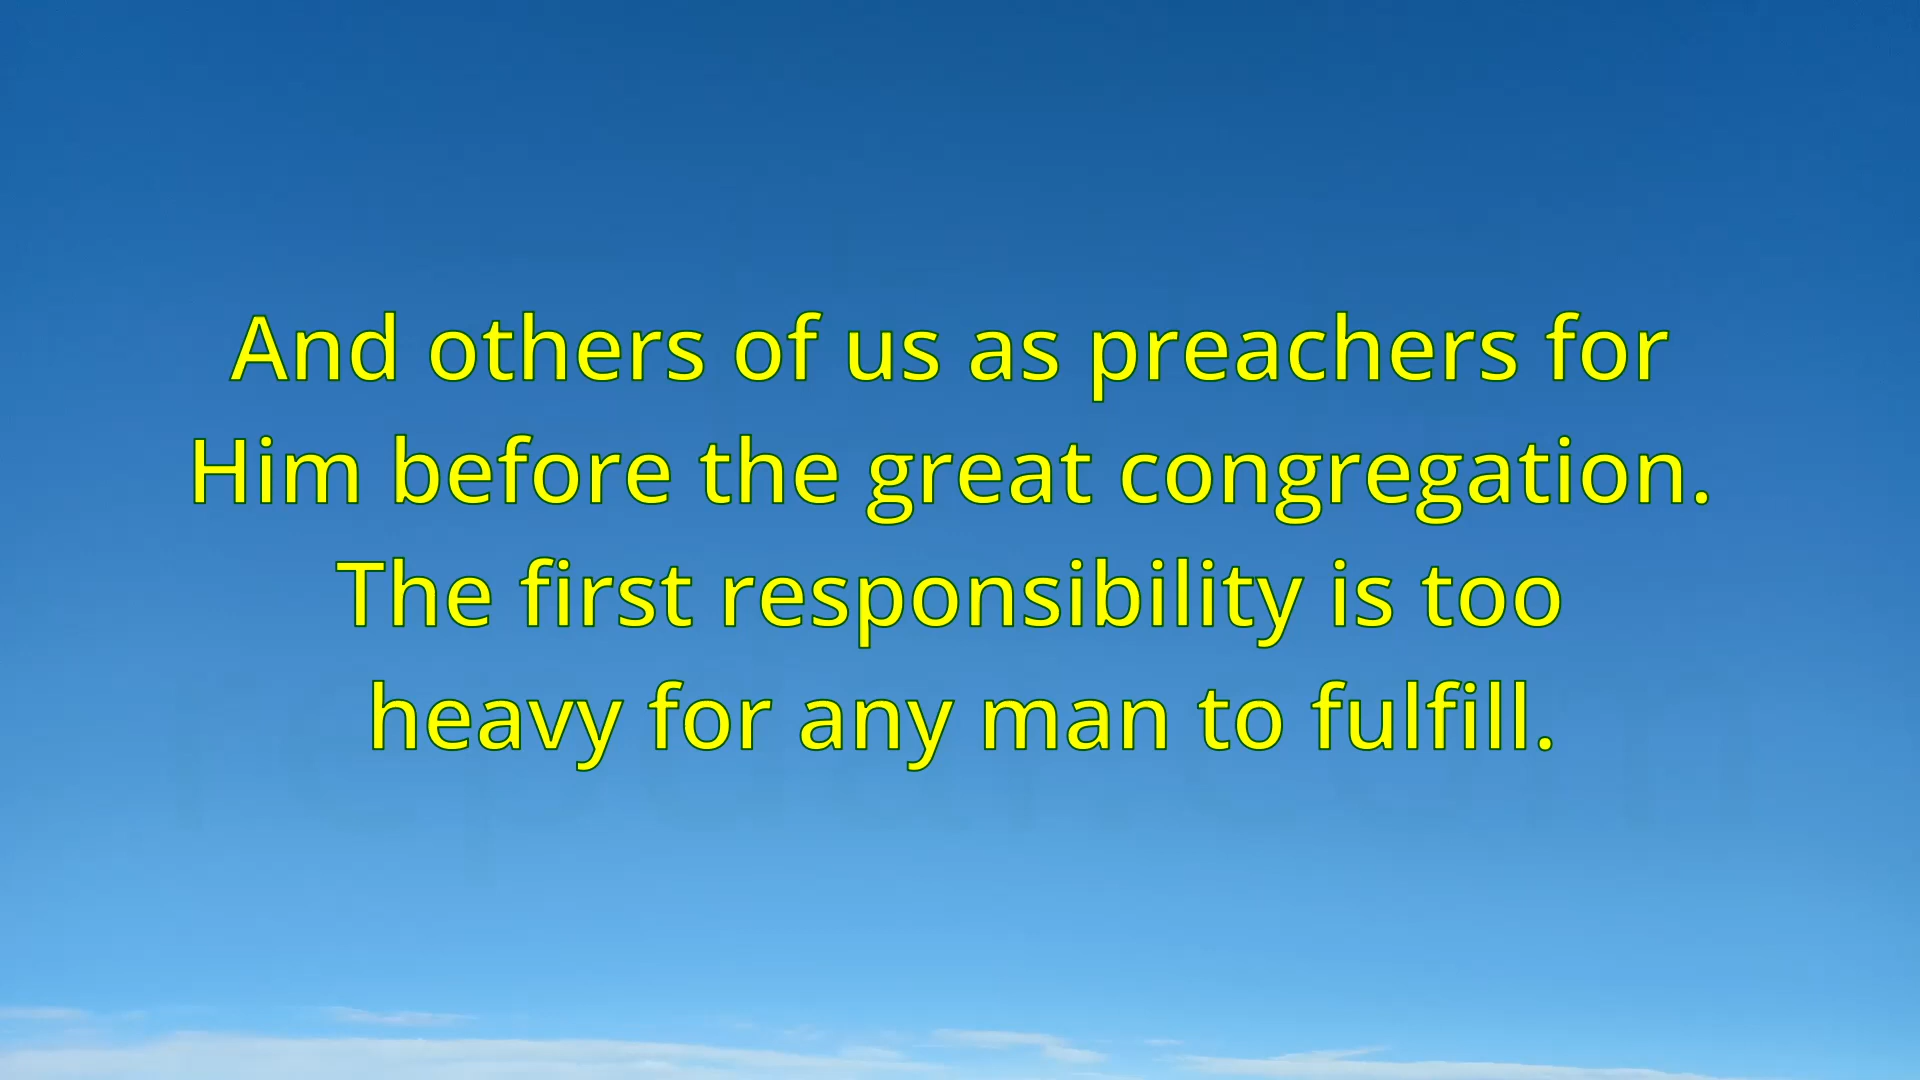 And others of us as preachers for
Him before the great congregation.
The first responsibility is too
heavy for any man to fulfill.